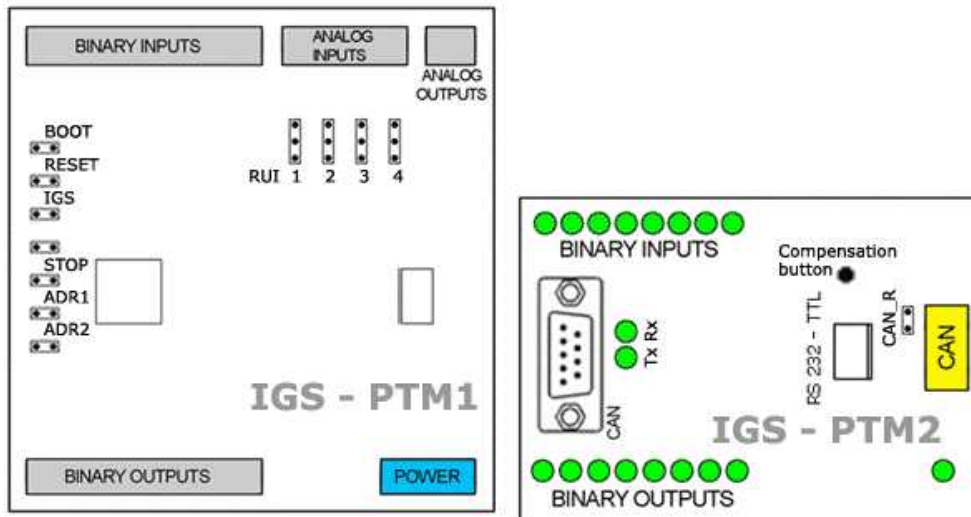 BINARY INPUTS
ANALOG
INPUTS
ANALOG
OUTPUTS
BOOT
RESET
IGS
STOP
ADR1
ADR2
RUI 1 2 3 4
IGS - PTM1
BINARY OUTPUTS
POWER
BINARY INPUTS
Compensation
button
Tx Rx
CAN
RS 232 - TTL
CAN_R
CAN
IGS - PTM2
BINARY OUTPUTS